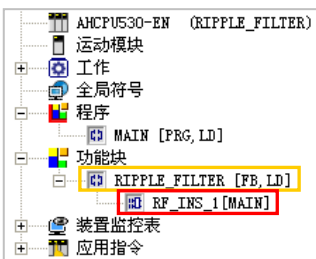 AHCPU530-EN (RIPPLE_FILTER)
运动模块
工作
全局符号
程序
MAIN [PRG, LD]
功能块
RIPPLE_FILTER [FB, LD]
RF_INS_1[MAIN]
装置监控表
应用指令